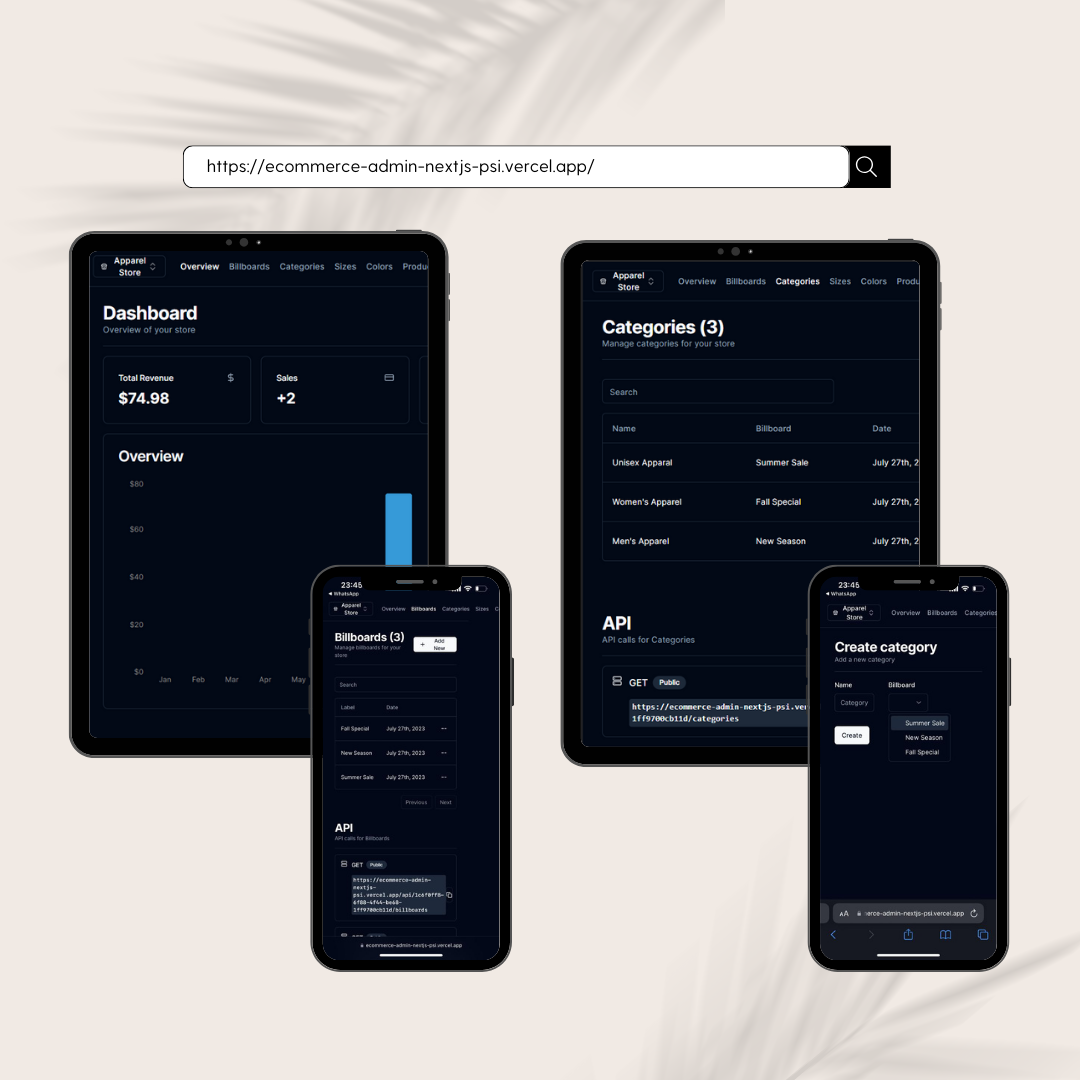 https://ecommerce-admin-nextjs-psi.vercel.app/
Apparel
Store
Overview Billboards Categories Sizes Colors Produ
Dashboard
Overview of your store
Total Revenue $
$74.98
Sales
+2
Overview
$80
$60
$40
$20
$0
Jan Feb Mar Apr May
Apparel
Store
Overview Billboards Categories Sizes Colors Produ
Categories (3)
Manage categories for your store
Search
Name Billboard Date
Unisex Apparal Summer Sale July 27th, 2
Women's Apparel Fall Special July 27th, 2
Men's Apparel New Season July 27th, 2
API
API calls for Categories
GET Public
https://ecommerce-admin-nextjs-psi.ver
1ff9700cb11d/categories
23:45
WhatsApp
Apparel
Store
Overview Billboards Categories Sizes C
Billboards (3)
Manage billboards for your
store
+ Add
New
Search
Label Date
Fall Special July 27th, 2023 ···
New Season July 27th, 2023 ···
Summer Sale July 27th, 2023 ···
Previous Next
API
API calls for Billboards
GET Public
https://ecommerce-admin-
nextjs-
psi.vercel.app/api/1c6f0ff8-
6f88-4f44-be68-
1ff9700cb11d/billboards
ecommerce-admin-nextjs-psi.vercel.app
23:45
WhatsApp
Apparel
Store
Overview Billboards Categories
Create category
Add a new category
Name Billboard
Category
Summer Sale
New Season
Fall Special
Create
AA erce-admin-nextjs-psi.vercel.app